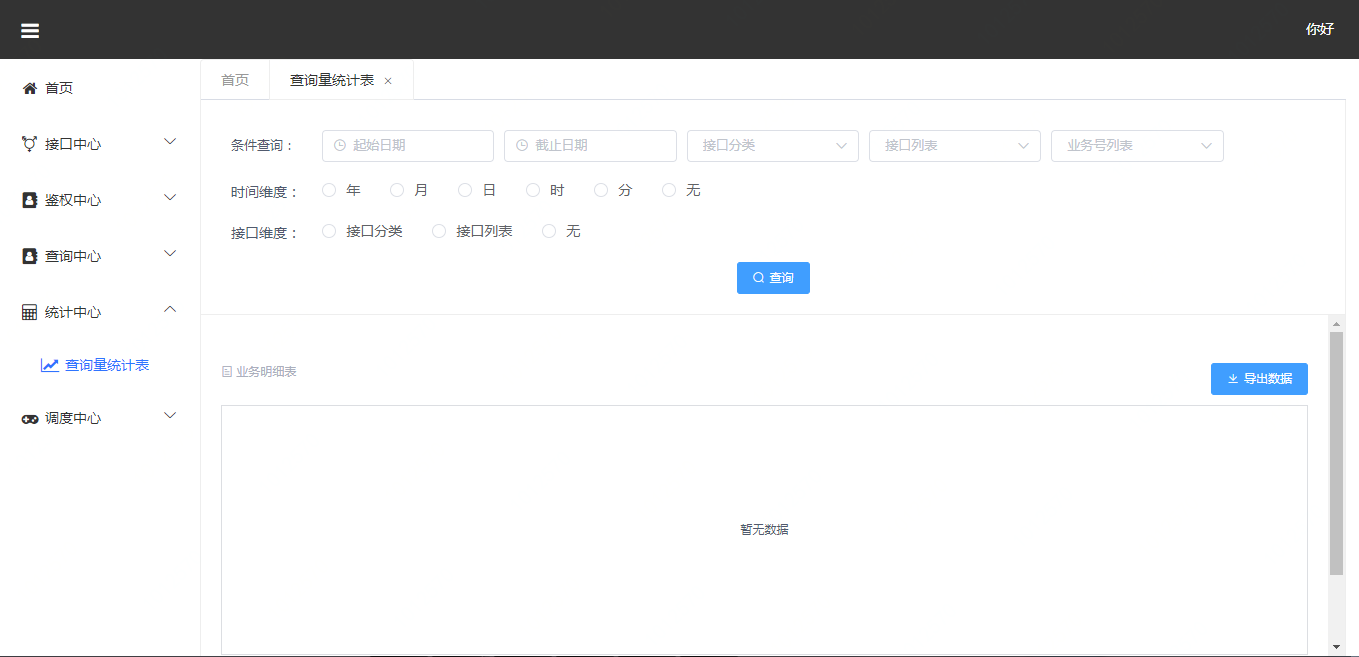 你好
首页
接口中心
鉴权中心
查询中心
统计中心
查询量统计表
调度中心
首页 查询量统计表
条件查询： 起始日期 截止日期 接口分类 接口列表 业务号列表
时间维度： 年 月 日 时 分 无
接口维度： 接口分类 接口列表 无
查询
业务明细表
导出数据
暂无数据